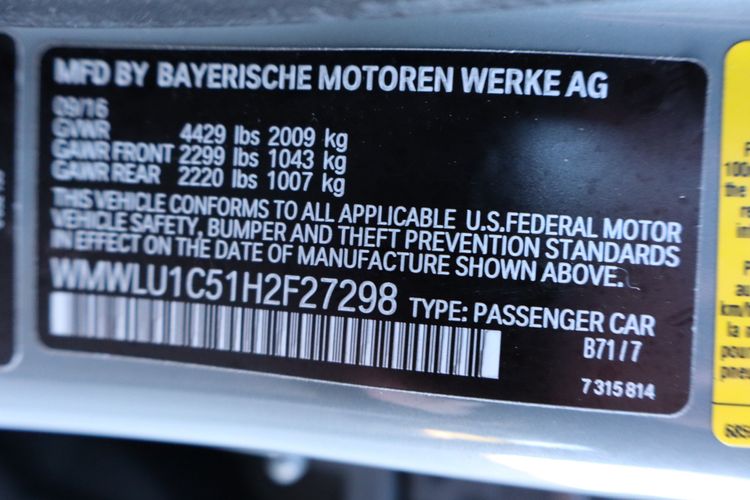 MFD BY BAYERISCHE MOTOREN WERKE AG
09/16
GVWR 4429 lbs 2009 kg
GAWR FRONT 2299 lbs 1043 kg
GAWR REAR 2220 lbs 1007 kg
THIS VEHICLE CONFORMS TO ALL APPLICABLE U.S.FEDERAL MOTOR
VEHICLE SAFETY, BUMPER AND THEFT PREVENTION STANDARDS
IN EFFECT ON THE DATE OF MANUFACTURE SHOWN ABOVE.
WMWLU1C51H2F27298 TYPE: PASSENGER CAR
B71/7
7 315 814